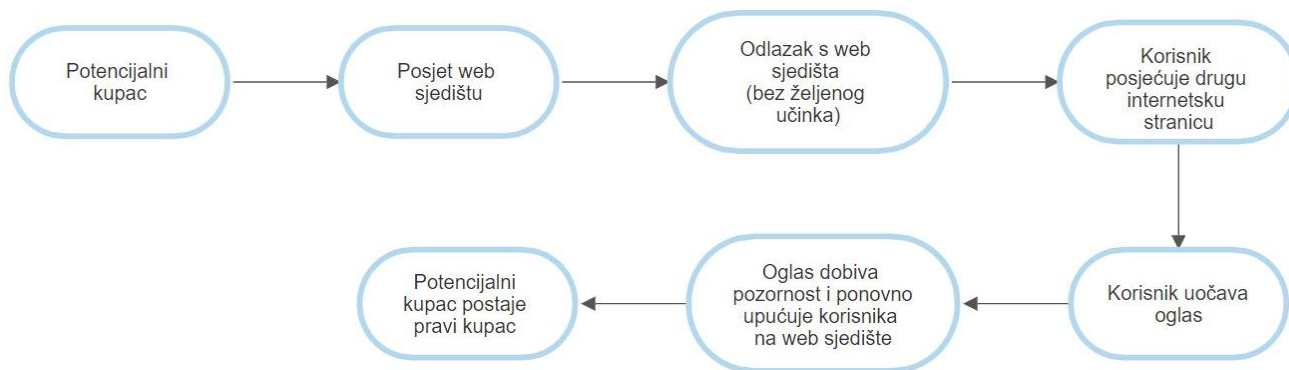 Potencijalni
kupac
Posjet web
sjedištu
Odlazak s web
sjedišta
(bez željenog
učinka)
Korisnik
posjećuje drugu
internetsku
stranicu
Korisnik uočava
oglas
Oglas dobiva
pozornost i ponovno
upućuje korisnika
na web sjedište
Potencijalni
kupac postaje
pravi kupac